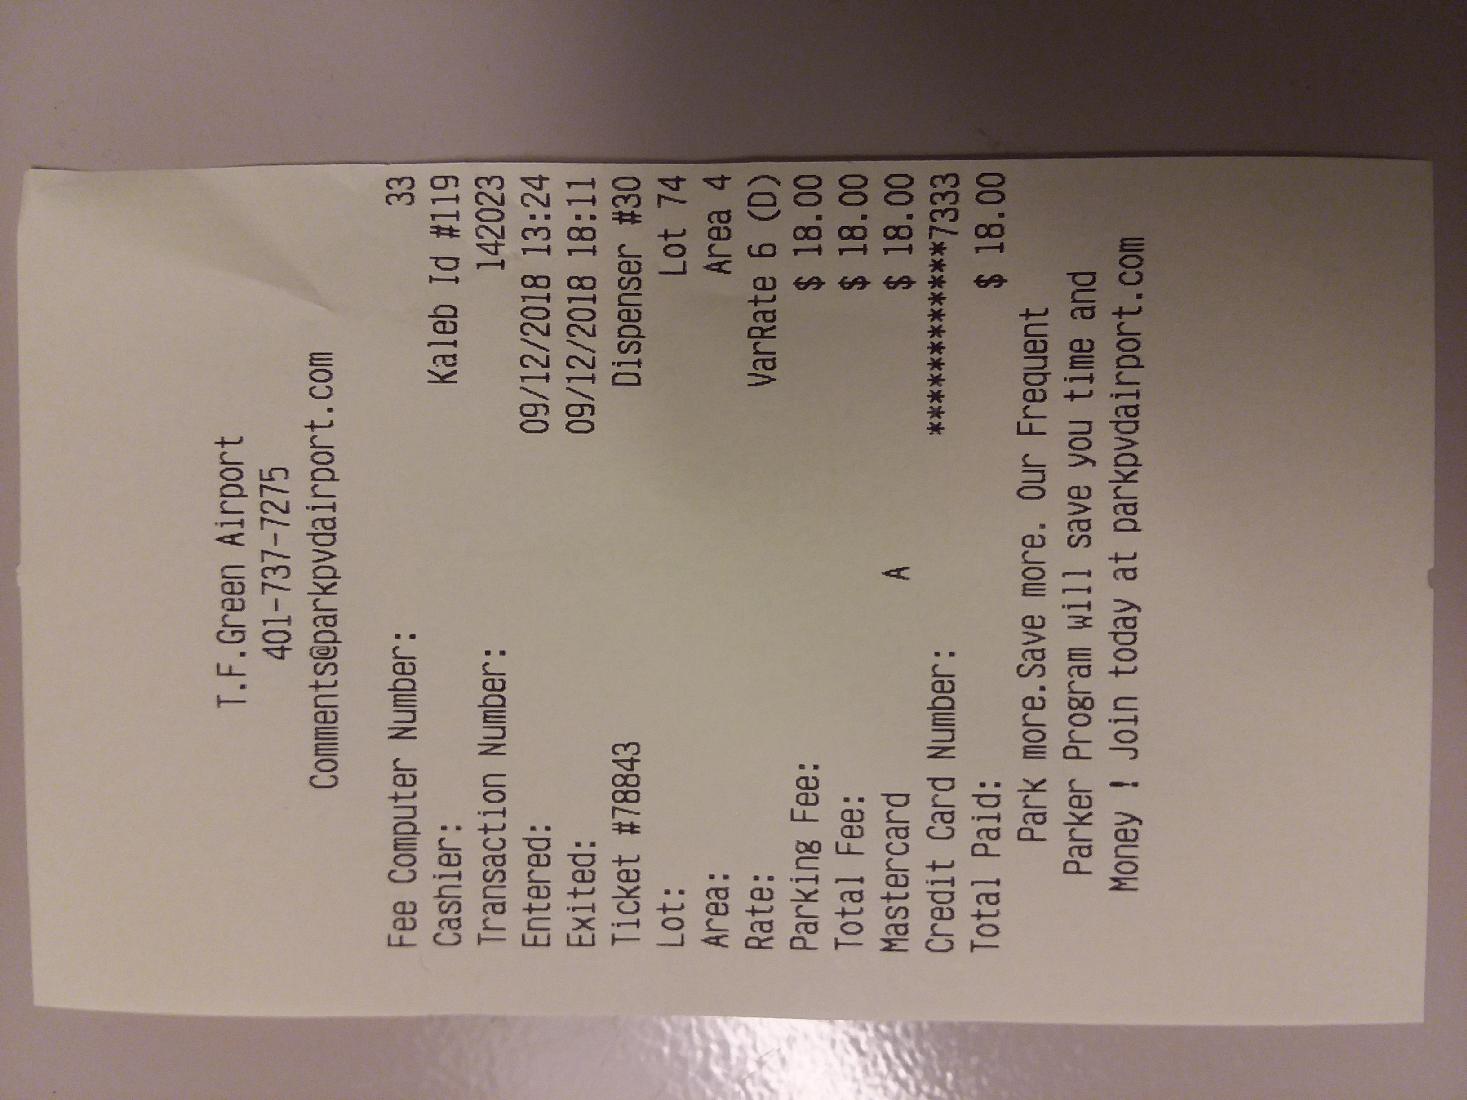 T.F.Green Airport
401-737-7275
Comments@parkpvdairport.com
Fee Computer Number: 33
Cashier: Kaleb Id #119
Transaction Number: 142023
Entered: 09/12/2018 13:24
Exited: 09/12/2018 18:11
Ticket #78843 Dispenser #30
Lot: Lot 74
Area: Area 4
Rate: VarRate 6 (D)
Parking Fee: $ 18.00
Total Fee: $ 18.00
Mastercard A $ 18.00
Credit Card Number: ************7333
Total Paid: $ 18.00
Park more.Save more. Our Frequent
Parker Program will save you time and
Money ! Join today at parkpvdairport.com